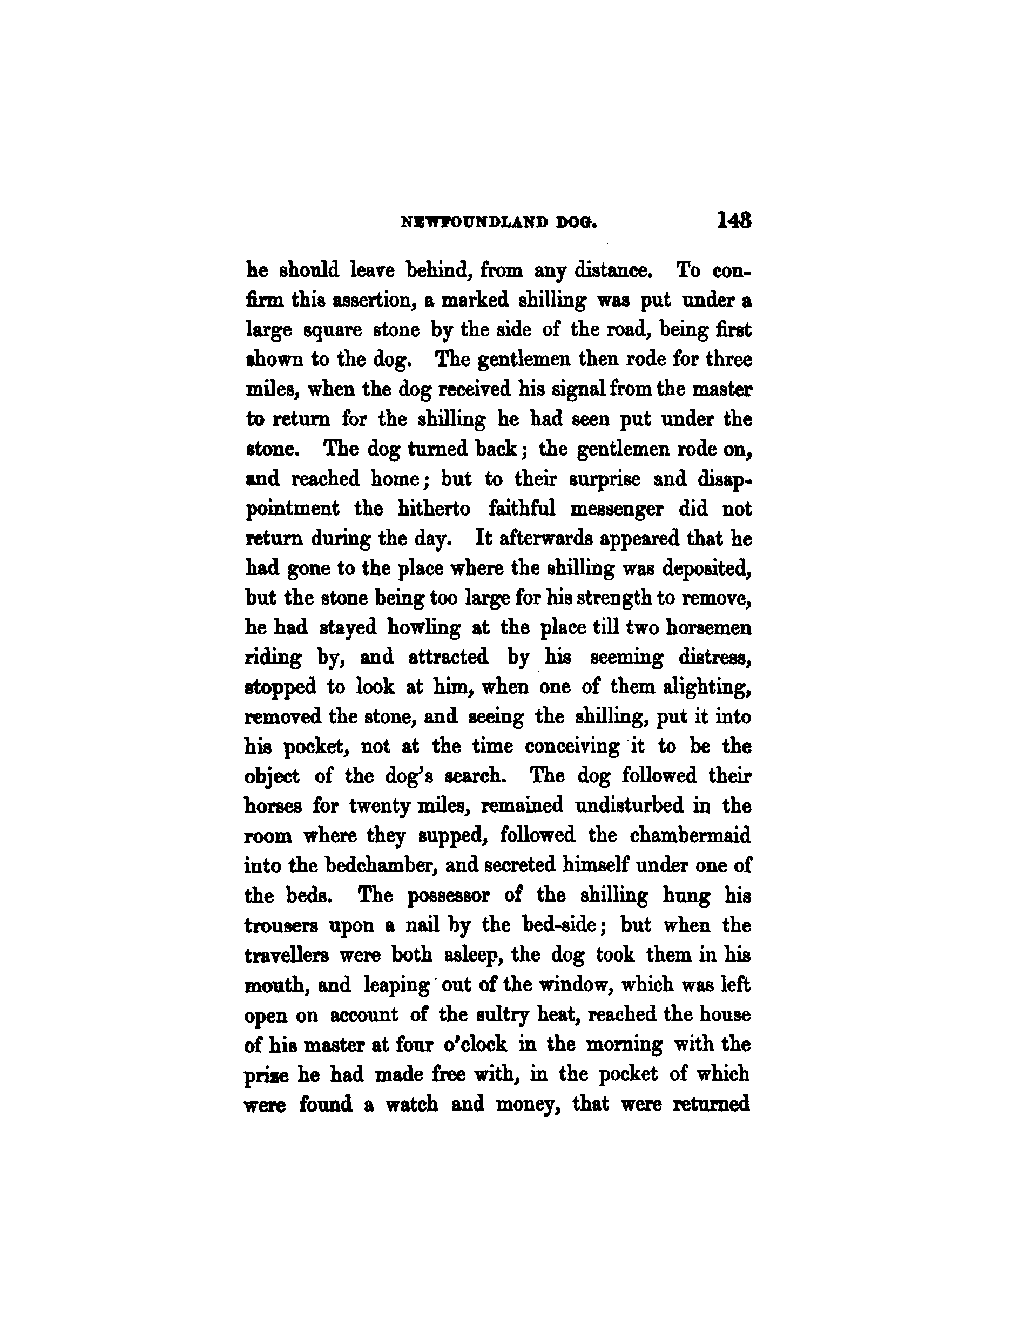 NEWFOUNDLAND DOG. 143
he should leave behind, from any distance. To con-
firm this assertion, a marked shilling was put under a
large square stone by the side of the road, being first
shown to the dog. The gentlemen then rode for three
miles, when the dog received his signal from the master
to return for the shilling he had seen put under the
stone. The dog turned back; the gentlemen rode on,
and reached home; but to their surprise and disap-
pointment the hitherto faithful messenger did not
return during the day. It afterwards appeared that he
had gone to the place where the shilling was deposited,
but the stone being too large for his strength to remove,
he had stayed howling at the place till two horsemen
riding by, and attracted by his seeming distress,
stopped to look at him, when one of them alighting,
removed the stone, and seeing the shilling, put it into
his pocket, not at the time conceiving it to be the
object of the dog's search. The dog followed their
horses for twenty miles, remained undisturbed in the
room where they supped, followed the chambermaid
into the bedchamber, and secreted himself under one of
the beds. The possessor of the shilling hung his
trousers upon a nail by the bed-side; but when the
travellers were both asleep, the dog took them in his
mouth, and leaping out of the window, which was left
open on account of the sultry heat, reached the house
of his master at four o'clock in the morning with the
prize he had made free with, in the pocket of which
were found a watch and money, that were returned